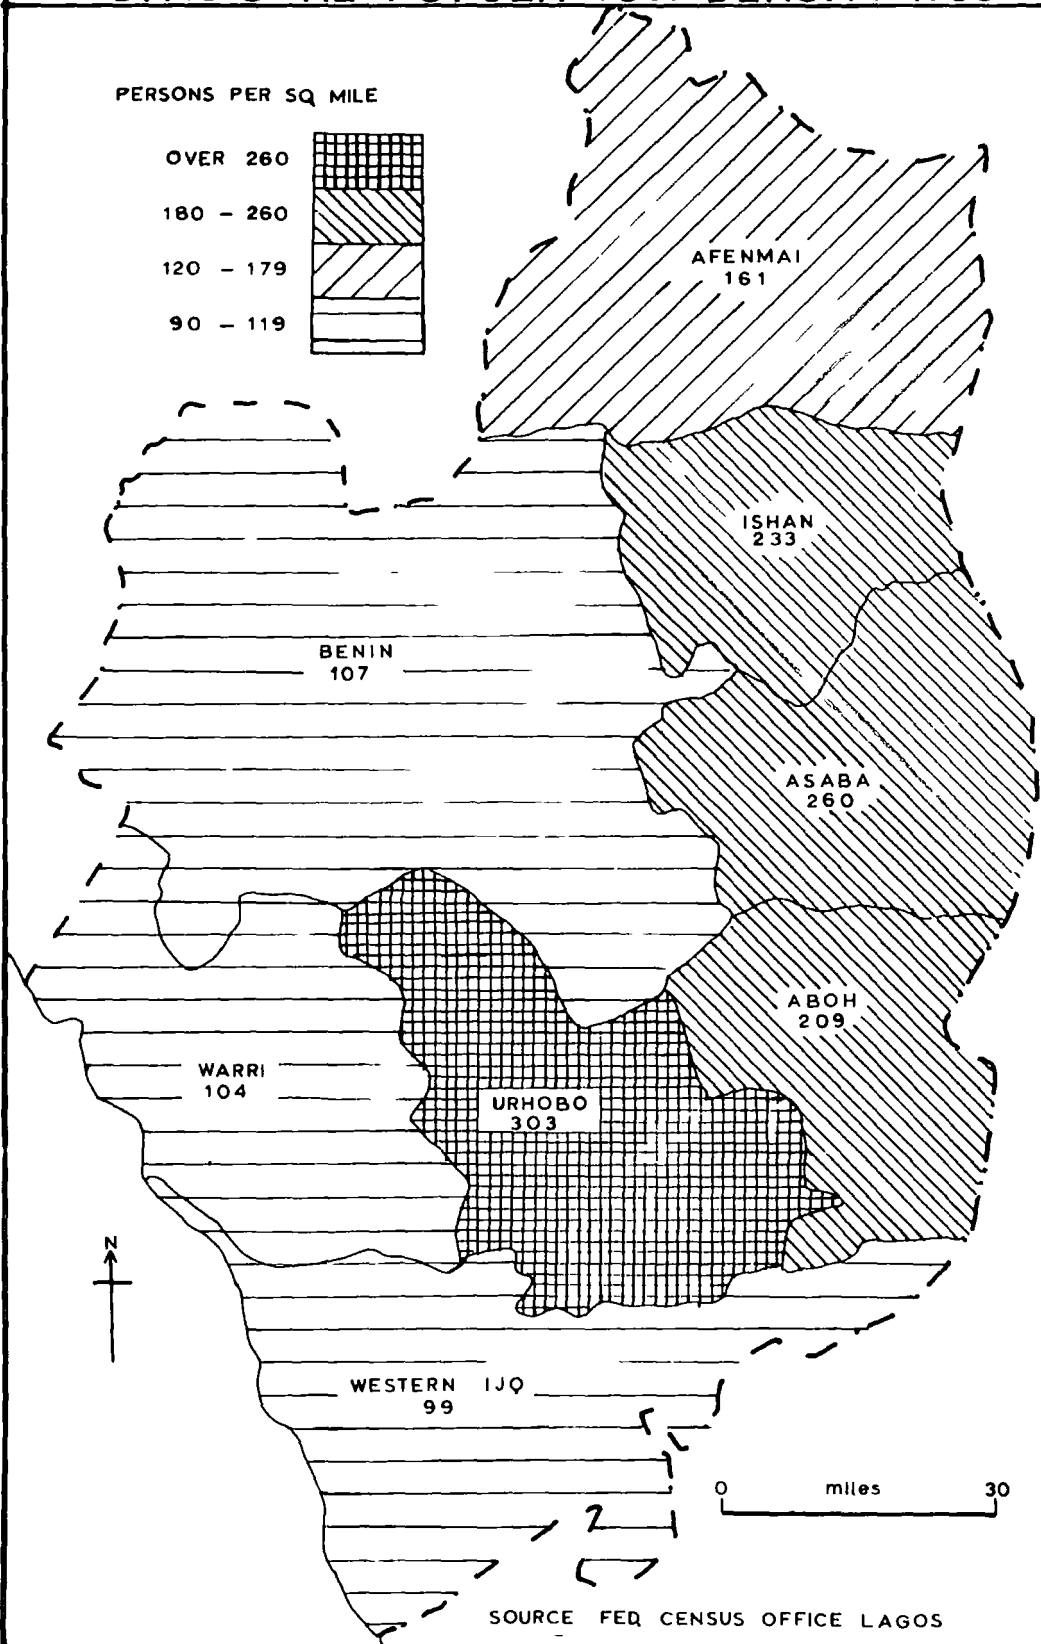 PERSONS PER SQ MILE
OVER 260
180 – 260
120 – 179
90 – 119
AFENMAI
161
ISHAN
233
BENIN
107
ASABA
260
ABOH
209
WARRI
104
URHOBO
303
N
WESTERN IJO
99
0 miles 30
SOURCE FED CENSUS OFFICE LAGOS